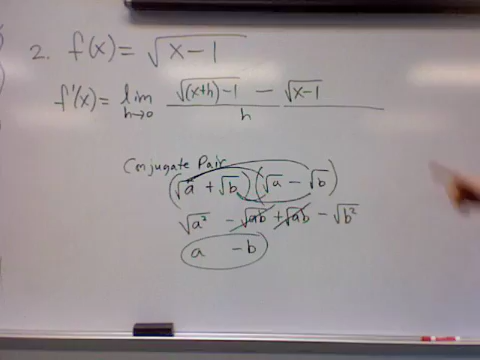 2. f(x) = √x-1
f'(x) = lim h→0 √(x+h)-1 - √x-1 / h
Conjugate Pair
(√a + √b)(√a - √b)
√a² - √ab + √ab - √b²
a - b